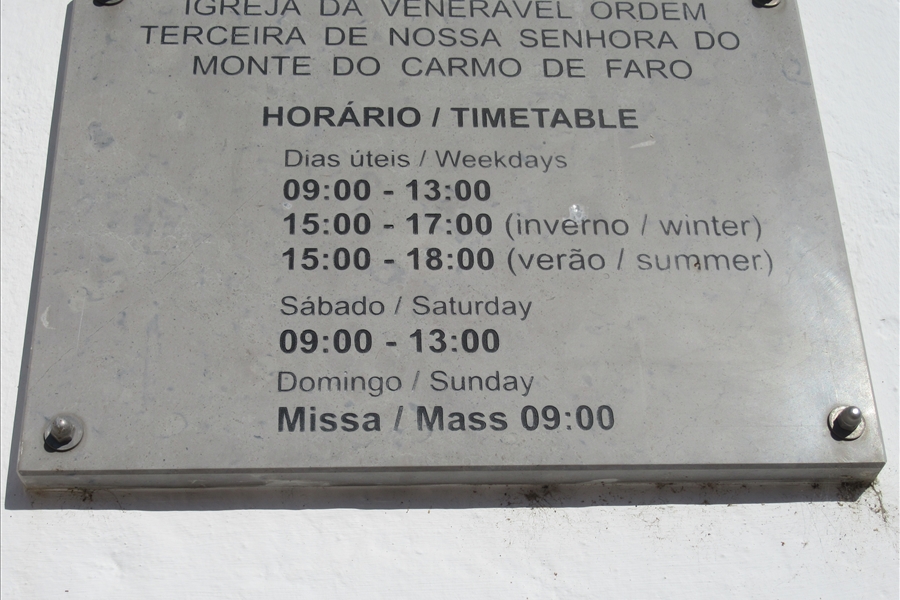 IGREJA DA VENERÁVEL ORDEM
TERCEIRA DE NOSSA SENHORA DO
MONTE DO CARMO DE FARO
HORÁRIO / TIMETABLE
Dias úteis / Weekdays
09:00 - 13:00
15:00 - 17:00 (inverno / winter)
15:00 - 18:00 (verão / summer)
Sábado / Saturday
09:00 - 13:00
Domingo / Sunday
Missa / Mass 09:00